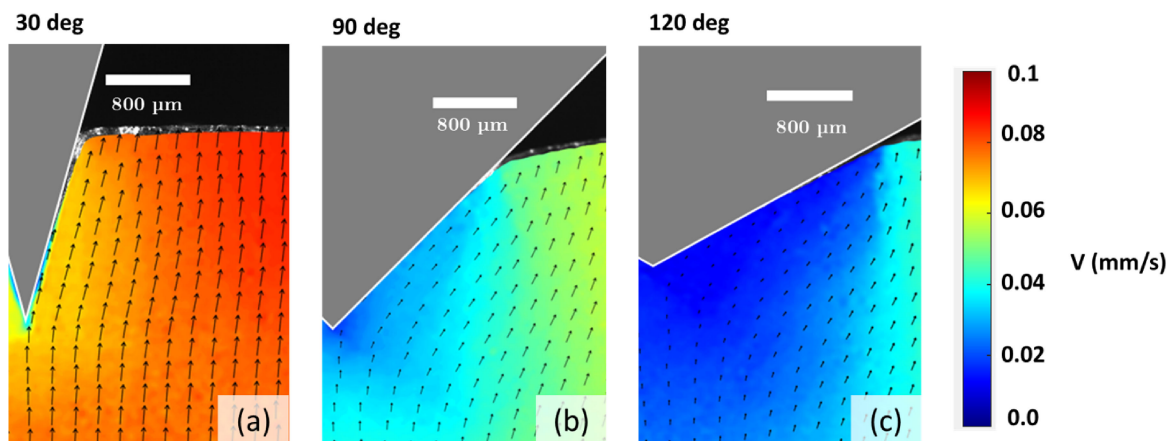 30 deg
90 deg
120 deg
800 µm
800 µm
800 µm
(a)
(b)
(c)
0.1
0.08
0.06
0.04
0.02
0.0
V (mm/s)